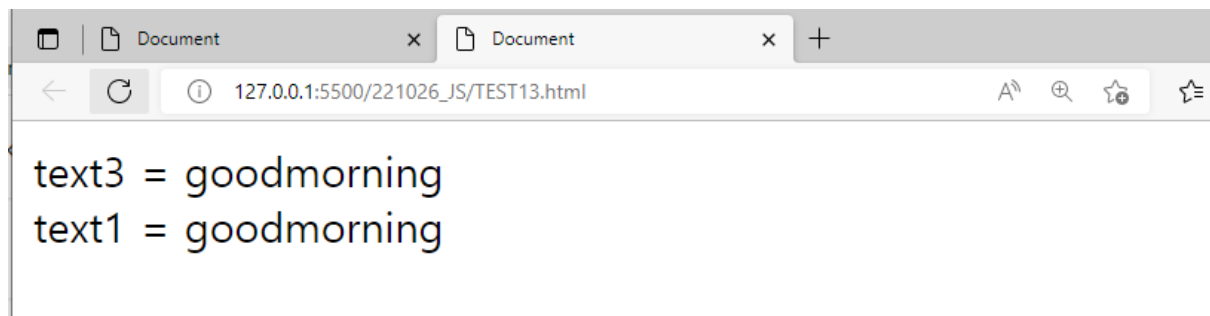 Document Document
127.0.0.1:5500/221026_JS/TEST13.html
text3 = goodmorning
text1 = goodmorning